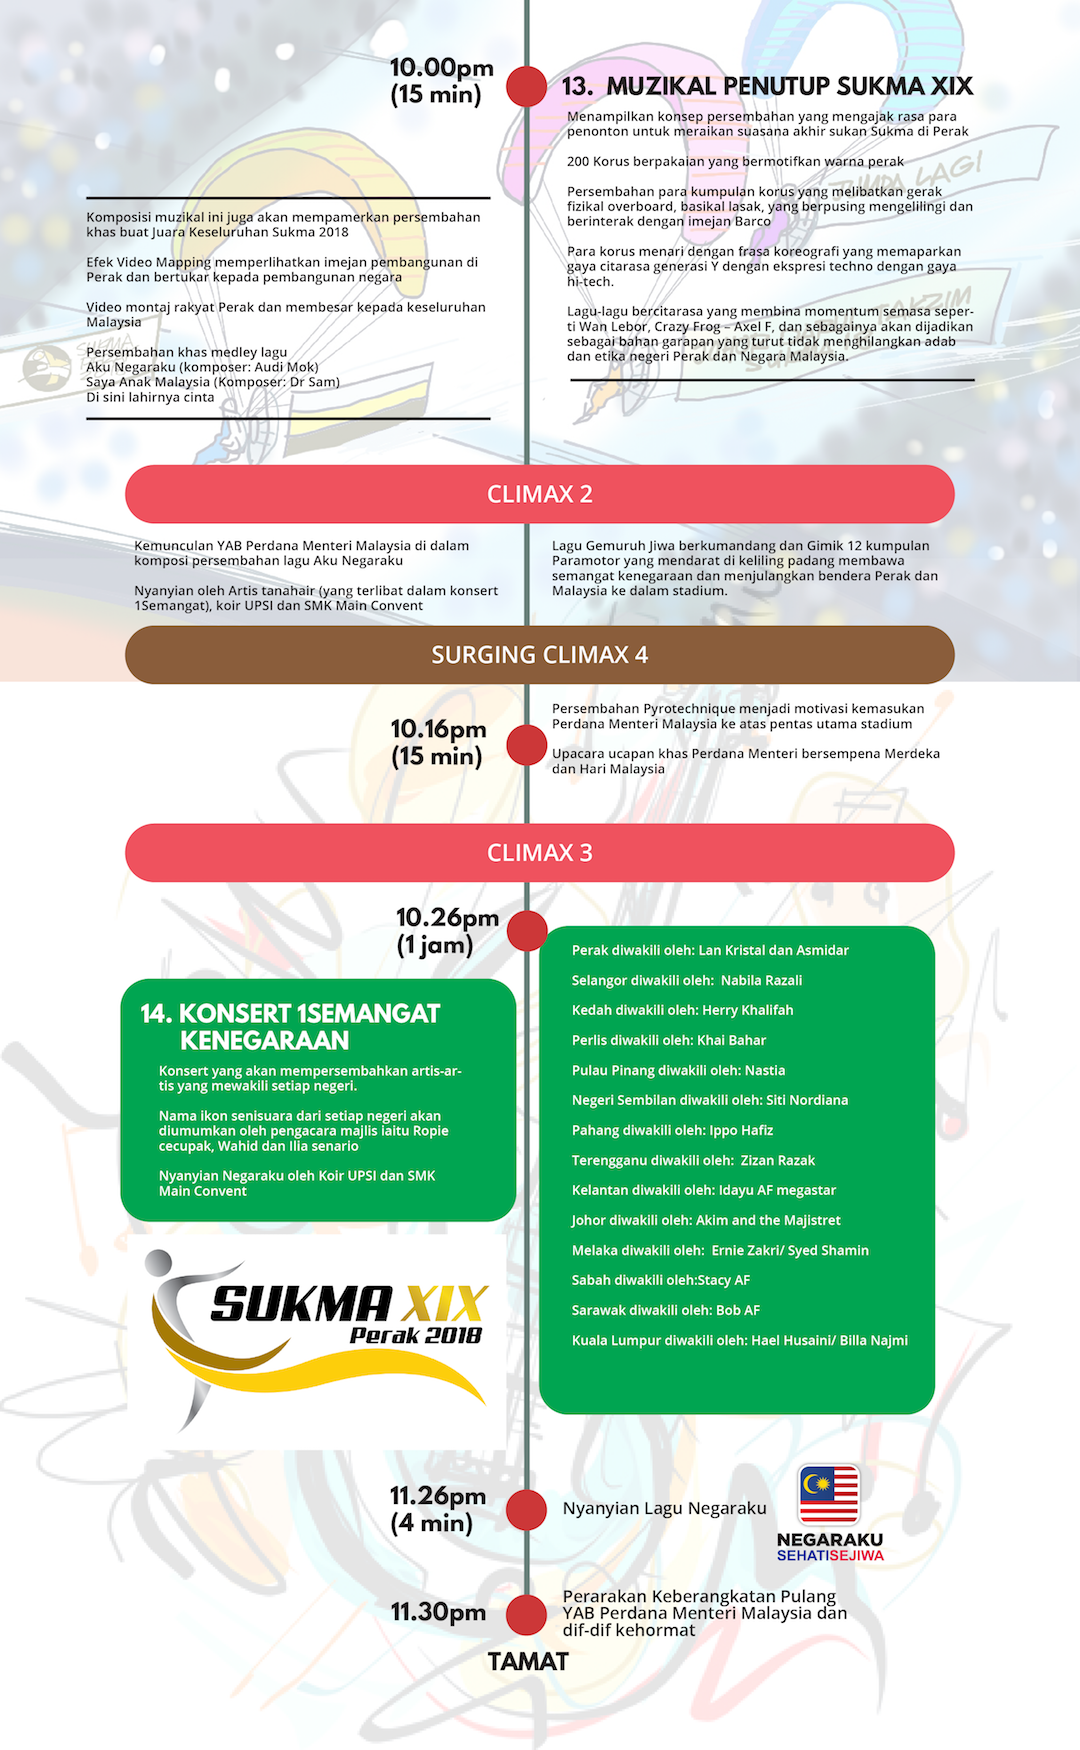 10.00pm
(15 min)
13. MUZIKAL PENUTUP SUKMA XIX
Menampilkan konsep persembahan yang mengajak rasa para
penonton untuk meraikan suasana akhir sukan Sukma di Perak
200 Korus berpakaian yang bermotifkan warna perak
Persembahan para kumpulan korus yang melibatkan gerak
fizikal overboard, basikal lasak, yang berpusing mengelilingi dan
berinterak dengan imejan Barco
Para korus menari dengan frasa koreografi yang memaparkan
gaya citarasa generasi Y dengan ekspresi techno dengan gaya
hi-tech.
Lagu-lagu bercitarasa yang membina momentum semasa seper-
ti Wan Lebor, Crazy Frog – Axel F, dan sebagainya akan dijadikan
sebagai bahan garapan yang turut tidak menghilangkan adab
dan etika negeri Perak dan Negara Malaysia.
JUMPA LAGI
TAKZIM
SUKMA
Komposisi muzikal ini juga akan mempamerkan persembahan
khas buat Juara Keseluruhan Sukma 2018
Efek Video Mapping memperlihatkan imejan pembangunan di
Perak dan bertukar kepada pembangunan negara
Video montaj rakyat Perak dan membesar kepada keseluruhan
Malaysia
Persembahan khas medley lagu
Aku Negaraku (komposer: Audi Mok)
Saya Anak Malaysia (Komposer: Dr Sam)
Di sini lahirnya cinta
CLIMAX 2
Kemunculan YAB Perdana Menteri Malaysia di dalam
komposi persembahan lagu Aku Negaraku
Nyanyian oleh Artis tanahair (yang terlibat dalam konsert
1Semangat), koir UPSI dan SMK Main Convent
Lagu Gemuruh Jiwa berkumandang dan Gimik 12 kumpulan
Paramotor yang mendarat di keliling padang membawa
semangat kenegaraan dan menjulangkan bendera Perak dan
Malaysia ke dalam stadium.
SURGING CLIMAX 4
10.16pm
(15 min)
Persembahan Pyrotechnique menjadi motivasi kemasukan
Perdana Menteri Malaysia ke atas pentas utama stadium
Upacara ucapan khas Perdana Menteri bersempena Merdeka
dan Hari Malaysia
CLIMAX 3
10.26pm
(1 jam)
14. KONSERT 1SEMANGAT
KENEGARAAN
Konsert yang akan mempersembahkan artis-ar-
tis yang mewakili setiap negeri.
Nama ikon senisuara dari setiap negeri akan
diumumkan oleh pengacara majlis iaitu Ropie
cecupak, Wahid dan Ilia senario
Nyanyian Negaraku oleh Koir UPSI dan SMK
Main Convent
Perak diwakili oleh: Lan Kristal dan Asmidar
Selangor diwakili oleh:  Nabila Razali
Kedah diwakili oleh: Herry Khalifah
Perlis diwakili oleh: Khai Bahar
Pulau Pinang diwakili oleh: Nastia
Negeri Sembilan diwakili oleh: Siti Nordiana
Pahang diwakili oleh: Ippo Hafiz
Terengganu diwakili oleh:  Zizan Razak
Kelantan diwakili oleh: Idayu AF megastar
Johor diwakili oleh: Akim and the Majistret
Melaka diwakili oleh:  Ernie Zakri/ Syed Shamin
Sabah diwakili oleh:Stacy AF
Sarawak diwakili oleh: Bob AF
Kuala Lumpur diwakili oleh: Hael Husaini/ Billa Najmi
SUKMA XIX
Perak 2018
11.26pm
(4 min)
Nyanyian Lagu Negaraku
NEGARAKU
SEHATISEJIWA
11.30pm
Perarakan Keberangkatan Pulang
YAB Perdana Menteri Malaysia dan
dif-dif kehormat
TAMAT